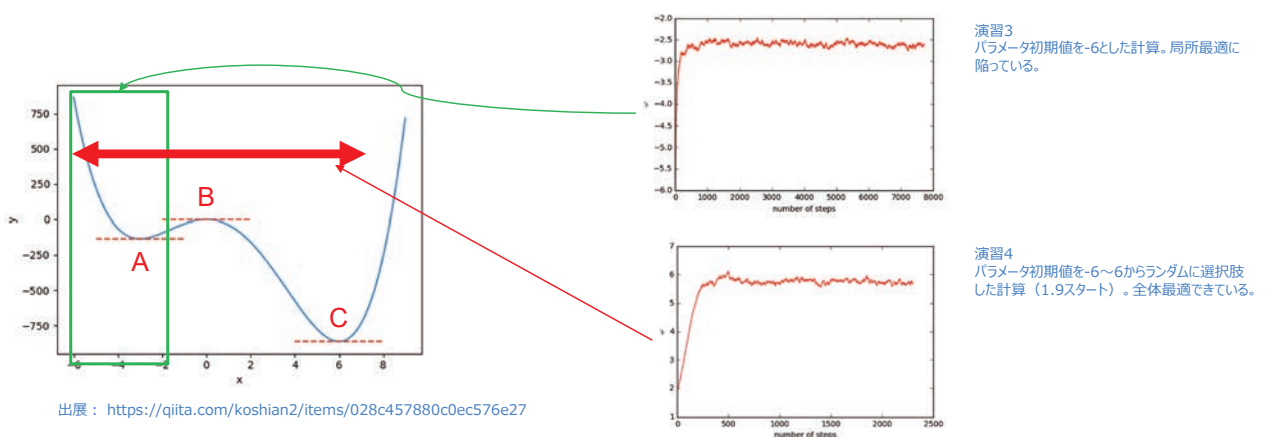 750
500
250
0
−250
−500
−750
y
−6 −4 −2 0 2 4 6 8
x
A
B
C
出展： https://qiita.com/koshian2/items/028c457880c0ec576e27
−2.0
−2.5
−3.0
−3.5
−4.0
−4.5
−5.0
−5.5
−6.0
0 1000 2000 3000 4000 5000 6000 7000 8000
number of steps
演習3
パラメータ初期値を-6とした計算。局所最適に
陥っている。
7
6
5
4
3
2
1
0 500 1000 1500 2000 2500
number of steps
演習4
パラメータ初期値を-6～6からランダムに選択肢
した計算（1.9スタート）。全体最適できている。